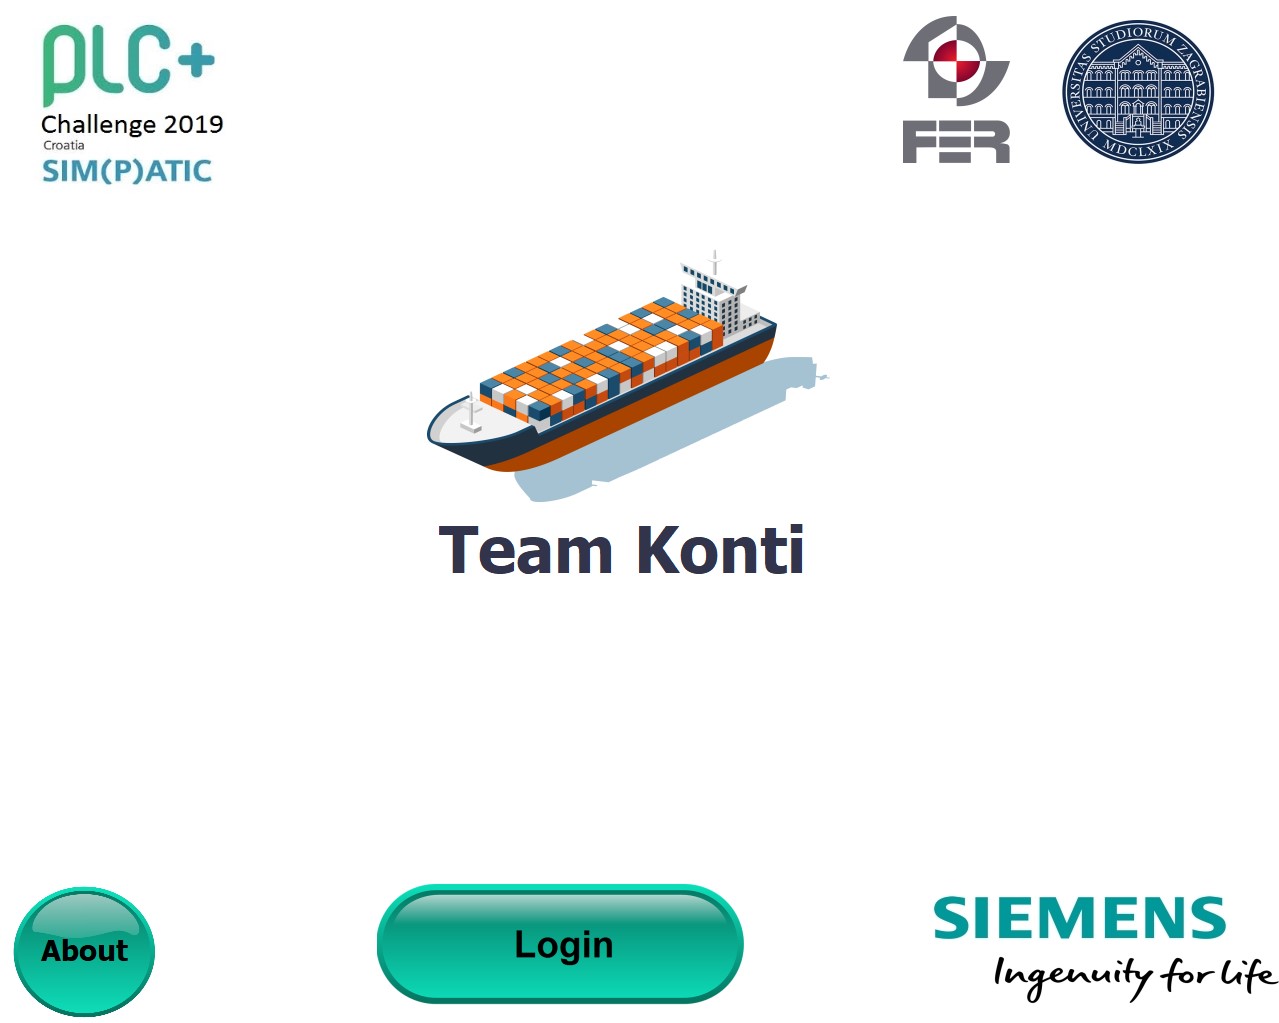 PLC+
Challenge 2019
Croatia
SIM(P)ATIC
FER
UNIVERSITAS STUDIORUM ZAGRABIENSIS
MDCLXIX
Team Konti
About
Login
SIEMENS
Ingenuity for life